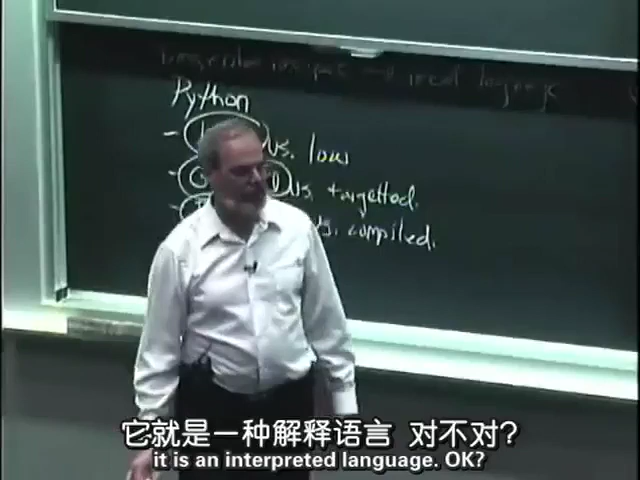 Python
vs. low
vs. targetted.
vs. compiled.
它就是一种解释语言 对不对?
it is an interpreted language. OK?